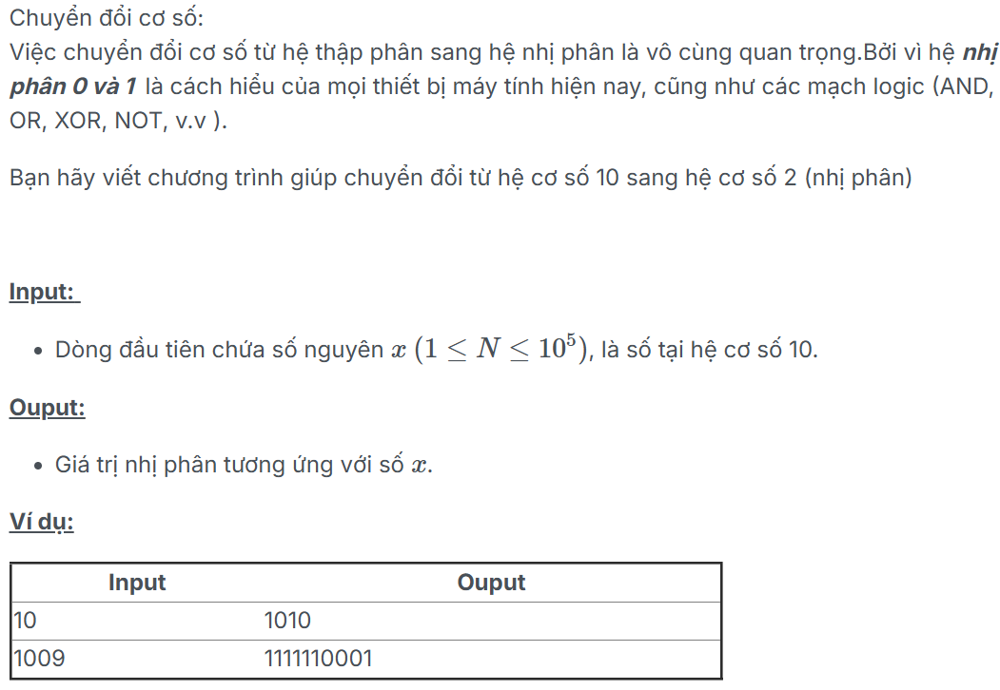 Chuyển đổi cơ số:
Việc chuyển đổi cơ số từ hệ thập phân sang hệ nhị phân là vô cùng quan trọng.Bởi vì hệ nhị
phân 0 và 1 là cách hiểu của mọi thiết bị máy tính hiện nay, cũng như các mạch logic (AND,
OR, XOR, NOT, v.v ).
Bạn hãy viết chương trình giúp chuyển đổi từ hệ cơ số 10 sang hệ cơ số 2 (nhị phân)
Input:
• Dòng đầu tiên chứa số nguyên x (1 ≤ N ≤ 10⁵), là số tại hệ cơ số 10.
Ouput:
• Giá trị nhị phân tương ứng với số x.
Ví dụ:
Input Ouput
10 1010
1009 1111110001